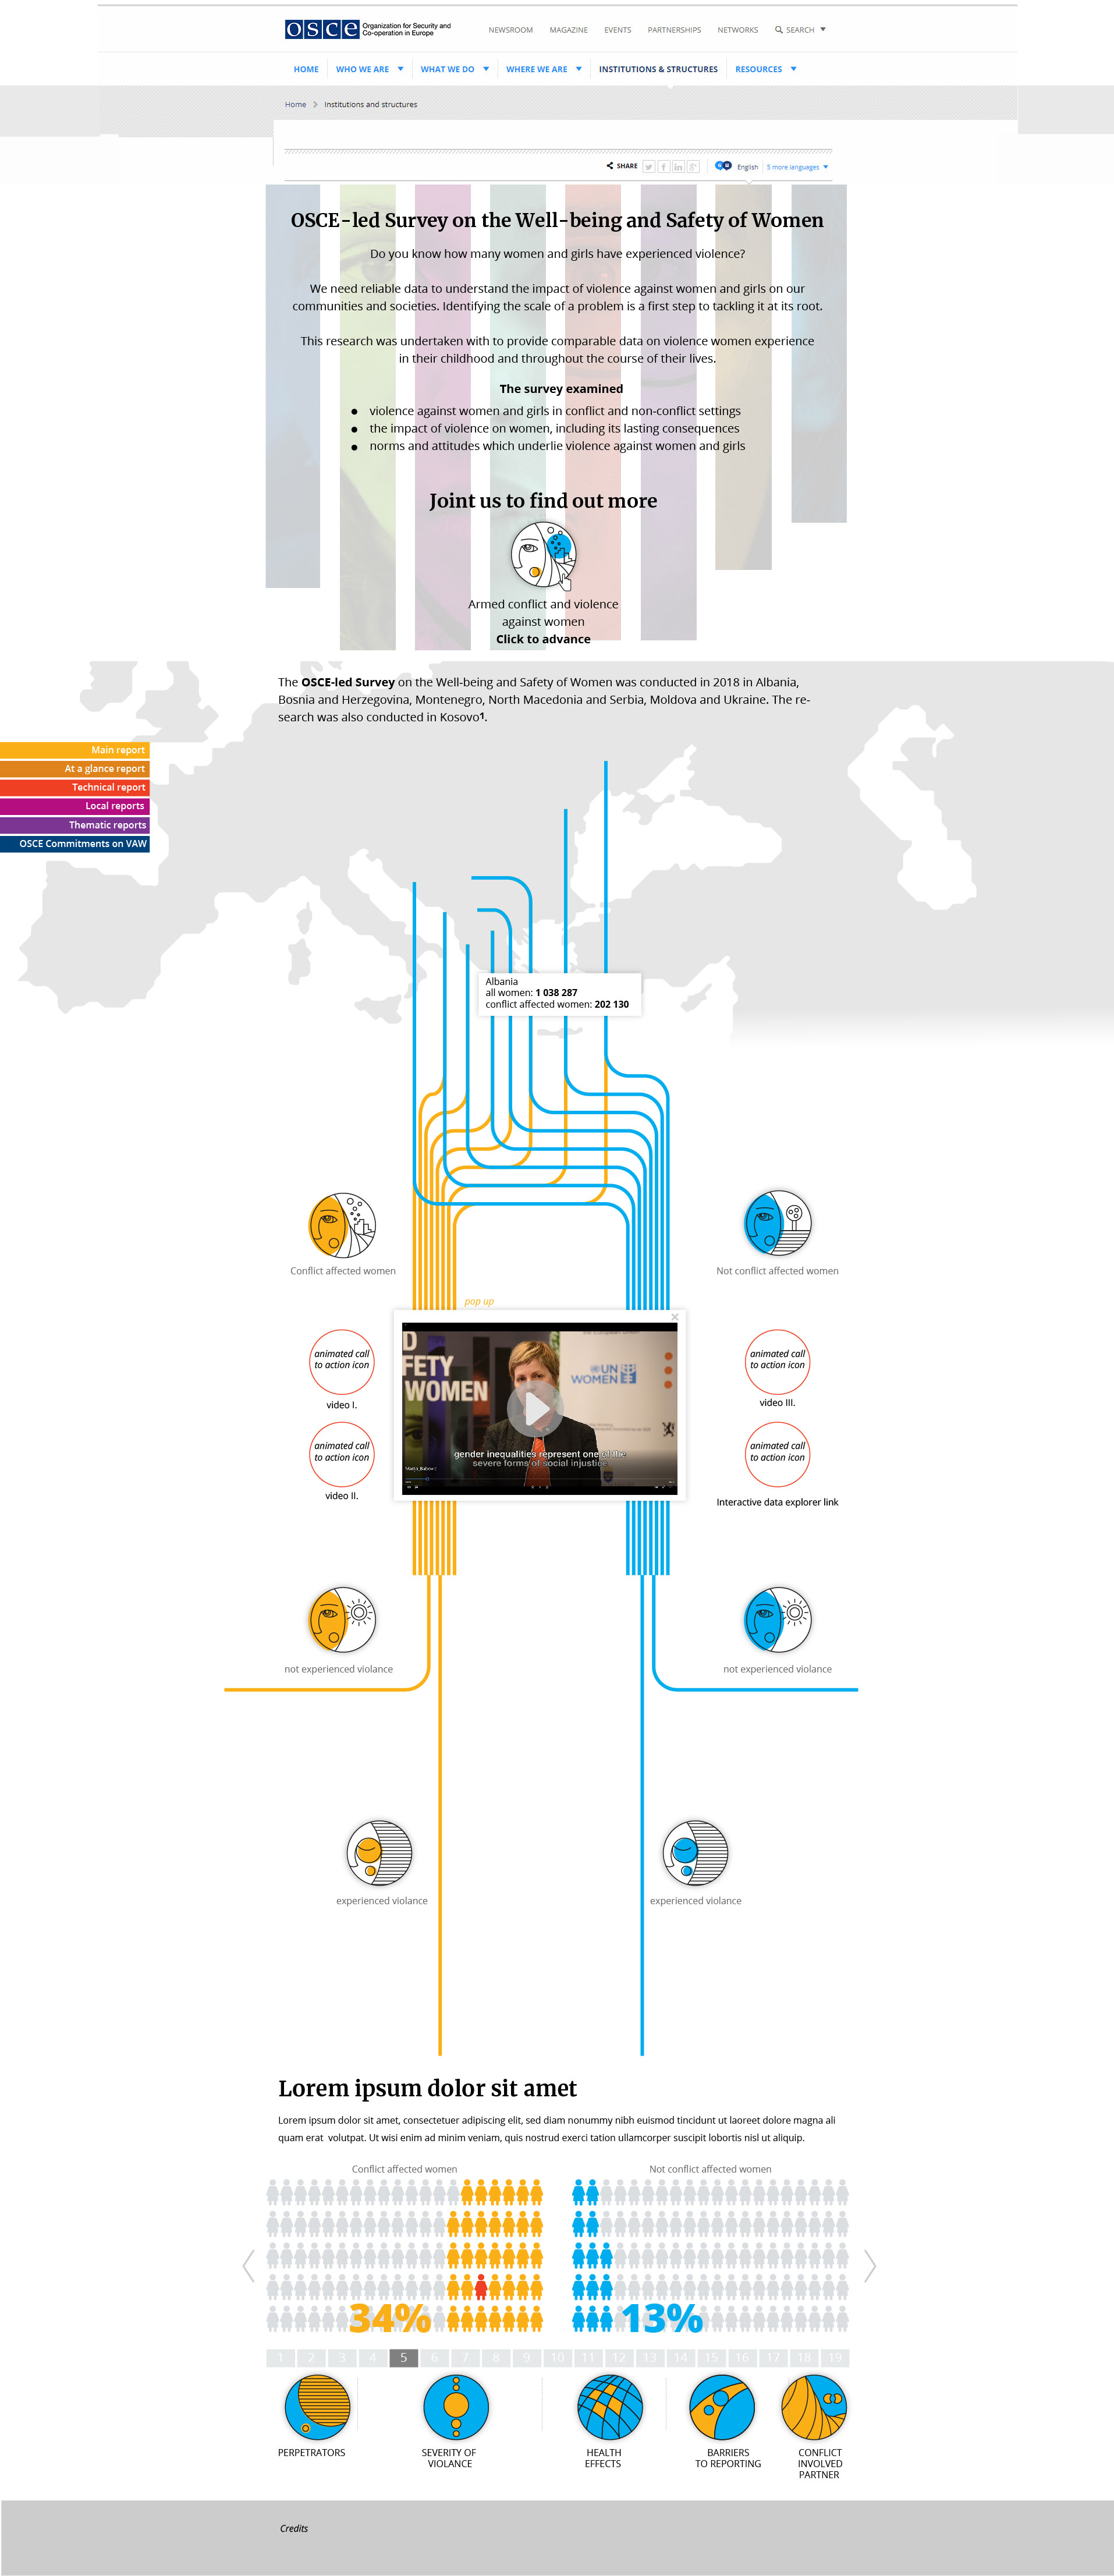 osce Organization for Security and
Co-operation in Europe
NEWSROOM MAGAZINE EVENTS PARTNERSHIPS NETWORKS SEARCH
HOME WHO WE ARE WHAT WE DO WHERE WE ARE INSTITUTIONS & STRUCTURES RESOURCES
Home Institutions and structures
SHARE English 5 more languages
OSCE-led Survey on the Well-being and Safety of Women
Do you know how many women and girls have experienced violence?
We need reliable data to understand the impact of violence against women and girls on our
communities and societies. Identifying the scale of a problem is a first step to tackling it at its root.
This research was undertaken with to provide comparable data on violence women experience
in their childhood and throughout the course of their lives.
The survey examined
● violence against women and girls in conflict and non-conflict settings
● the impact of violence on women, including its lasting consequences
● norms and attitudes which underlie violence against women and girls
Joint us to find out more
Armed conflict and violence
against women
Click to advance
The OSCE-led Survey on the Well-being and Safety of Women was conducted in 2018 in Albania,
Bosnia and Herzegovina, Montenegro, North Macedonia and Serbia, Moldova and Ukraine. The re-
search was also conducted in Kosovo¹.
Main report
At a glance report
Technical report
Local reports
Thematic reports
OSCE Commitments on VAW
Albania
all women: 1 038 287
conflict affected women: 202 130
Conflict affected women
Not conflict affected women
pop up
animated call
to action icon
video I.
animated call
to action icon
video II.
D
FETY
WOMEN
UN
WOMEN
gender inequalities represent one of the
severe forms of social injustice
animated call
to action icon
video III.
animated call
to action icon
Interactive data explorer link
not experienced violance
not experienced violance
experienced violance
experienced violance
Lorem ipsum dolor sit amet
Lorem ipsum dolor sit amet, consectetuer adipiscing elit, sed diam nonummy nibh euismod tincidunt ut laoreet dolore magna ali
quam erat volutpat. Ut wisi enim ad minim veniam, quis nostrud exerci tation ullamcorper suscipit lobortis nisl ut aliquip.
Conflict affected women
Not conflict affected women
34%
13%
1 2 3 4 5 6 7 8 9 10 11 12 13 14 15 16 17 18 19
PERPETRATORS
SEVERITY OF
VIOLANCE
HEALTH
EFFECTS
BARRIERS
TO REPORTING
CONFLICT
INVOLVED
PARTNER
Credits